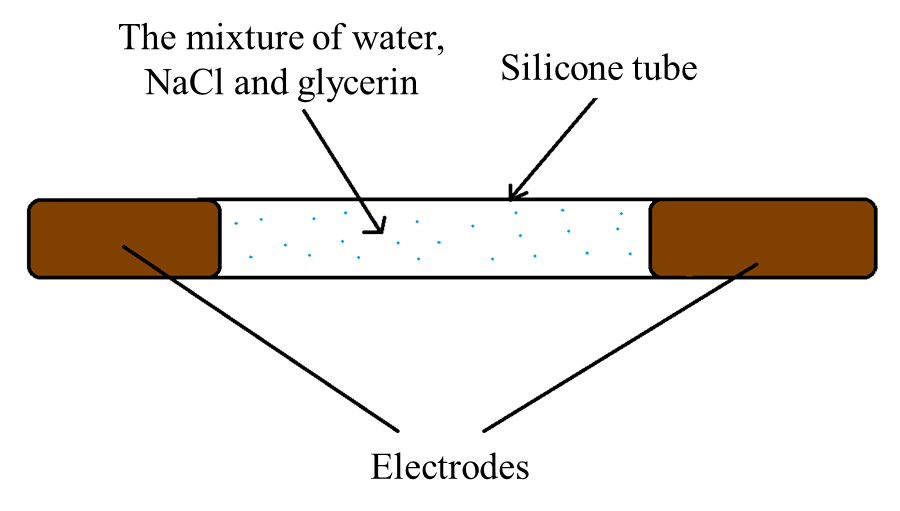 The mixture of water,
NaCl and glycerin
Silicone tube
Electrodes